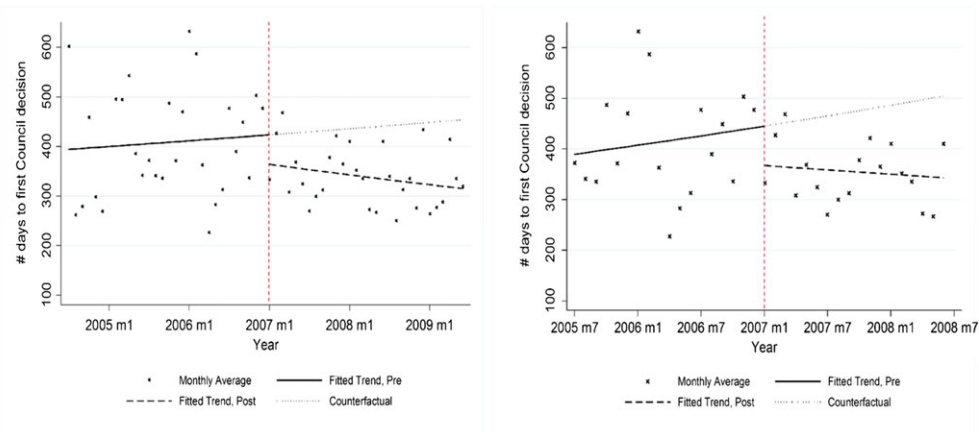 # days to first Council decision
600
500
400
300
200
100
2005 m1 2006 m1 2007 m1 2008 m1 2009 m1
Year
Monthly Average Fitted Trend, Pre
Fitted Trend, Post Counterfactual
# days to first Council decision
600
500
400
300
200
100
2005 m7 2006 m1 2006 m7 2007 m1 2007 m7 2008 m1 2008 m7
Year
Monthly Average Fitted Trend, Pre
Fitted Trend, Post Counterfactual